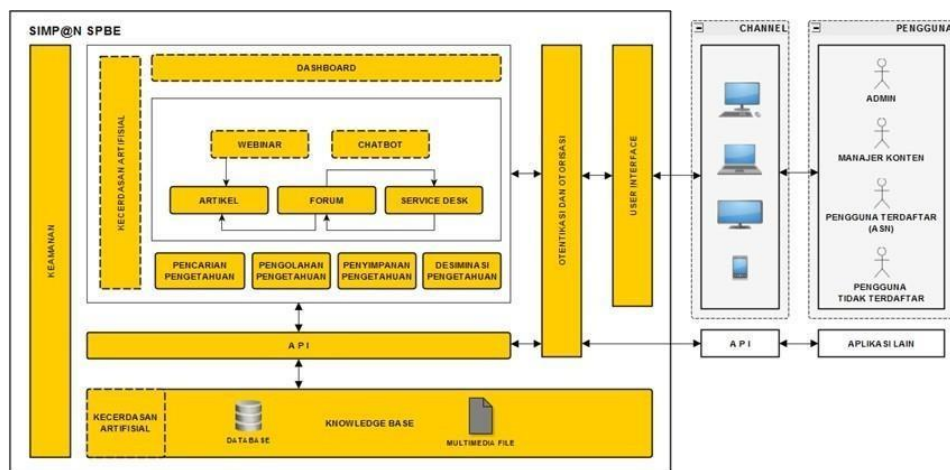 SIMP@N SPBE
KEAMANAN
KECERDASAN ARTIFISIAL
DASHBOARD
WEBINAR
CHATBOT
ARTIKEL
FORUM
SERVICE DESK
PENCARIAN
PENGETAHUAN
PENGOLAHAN
PENGETAHUAN
PENYIMPANAN
PENGETAHUAN
DESIMINASI
PENGETAHUAN
API
KECERDASAN
ARTIFISIAL
DATABASE
KNOWLEDGE BASE
MULTIMEDIA FILE
OTENTIKASI DAN OTORISASI
USER INTERFACE
CHANNEL
API
PENGGUNA
ADMIN
MANAJER KONTEN
PENGGUNA TERDAFTAR
(ASN)
PENGGUNA
TIDAK TERDAFTAR
APLIKASI LAIN